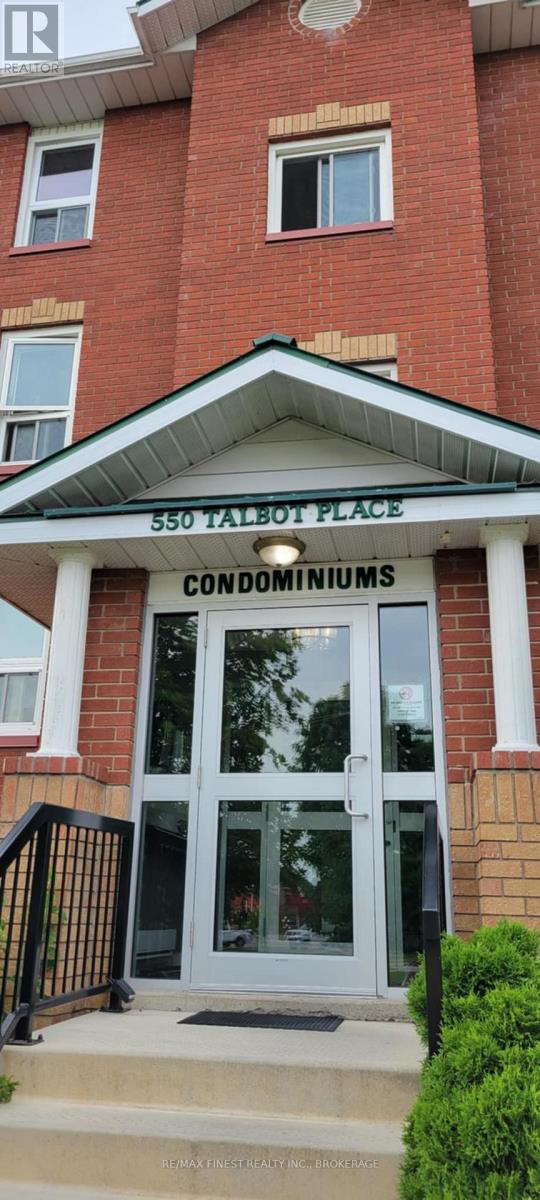 REALTOR
550 TALBOT PLACE
CONDOMINIUMS
RE/MAX FINEST REALTY INC., BROKERAGE